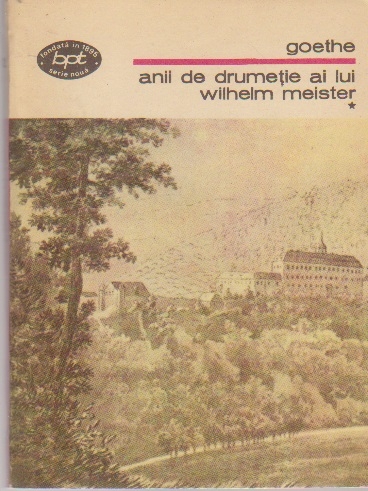 fondată în 1895
bpt
serie nouă
goethe
anii de drumeție ai lui
wilhelm meister
*